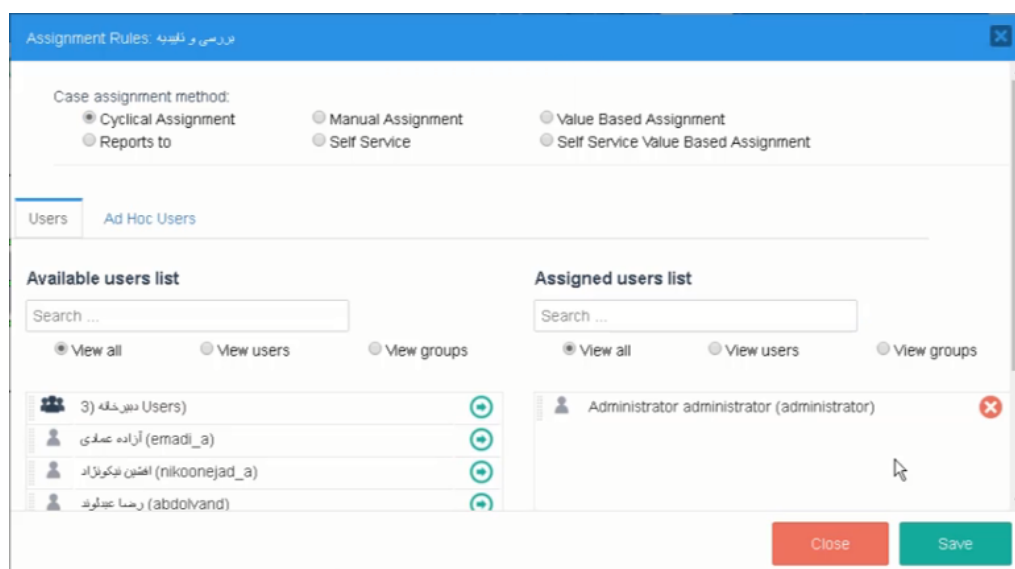 Assignment Rules: بررسی و تاییدیه
Case assignment method:
Cyclical Assignment Manual Assignment Value Based Assignment
Reports to Self Service Self Service Value Based Assignment
Users Ad Hoc Users
Available users list Assigned users list
Search ... Search ...
View all View users View groups View all View users View groups
دبیرخانه (3 Users) Administrator administrator (administrator)
آزاده عمادی (emadi_a)
افشین نیکونژاد (nikoonejad_a)
رضا عبدلوند (abdolvand)
Close Save